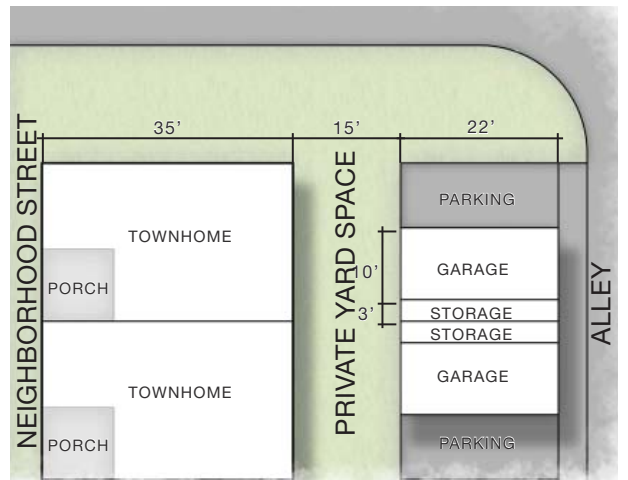 35’ 15’ 22’
NEIGHBORHOOD STREET
TOWNHOME
PORCH
TOWNHOME
PORCH
PRIVATE YARD SPACE
10’
3’
PARKING
GARAGE
STORAGE
STORAGE
GARAGE
PARKING
ALLEY